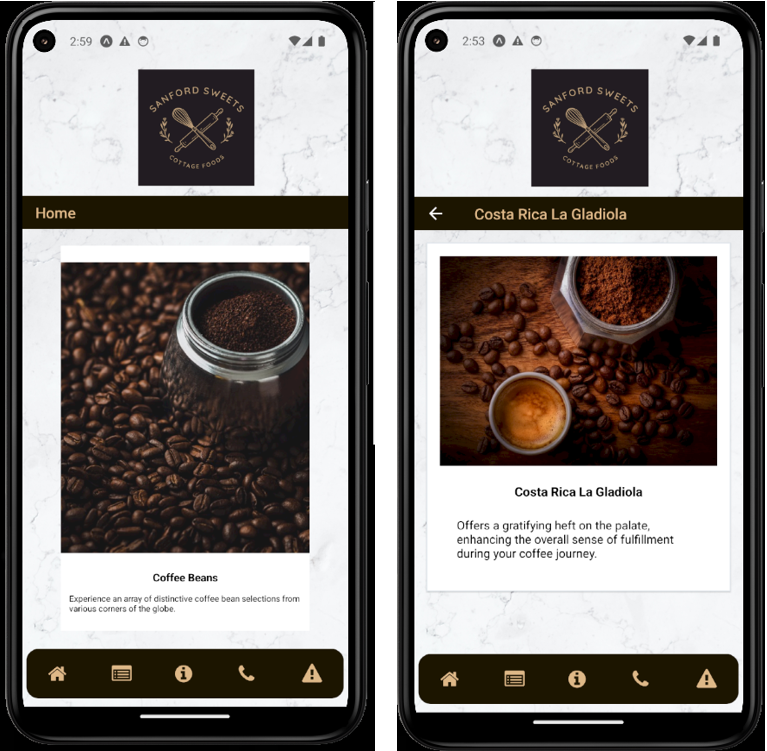 2:59
SANFORD SWEETS
COTTAGE FOODS
Home
Coffee Beans
Experience an array of distinctive coffee bean selections from
various corners of the globe.
2:53
SANFORD SWEETS
COTTAGE FOODS
Costa Rica La Gladiola
Costa Rica La Gladiola
Offers a gratifying heft on the palate,
enhancing the overall sense of fulfillment
during your coffee journey.